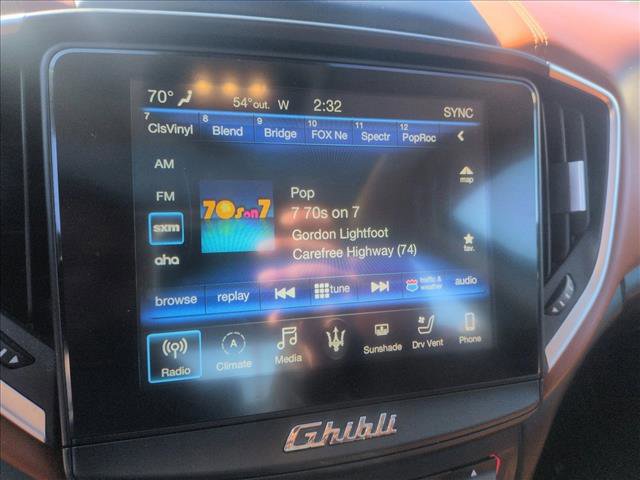 70°
54°out. W 2:32 SYNC
7 ClsVinyl 8 Blend 9 Bridge 10 FOX Ne 11 Spectr 12 PopRoc
AM
FM
sxm
aha
70s on 7
Pop
7 70s on 7
Gordon Lightfoot
Carefree Highway (74)
map
fav.
browse replay tune traffic & weather audio
Radio A Climate Media Sunshade Drv Vent Phone
Ghibli